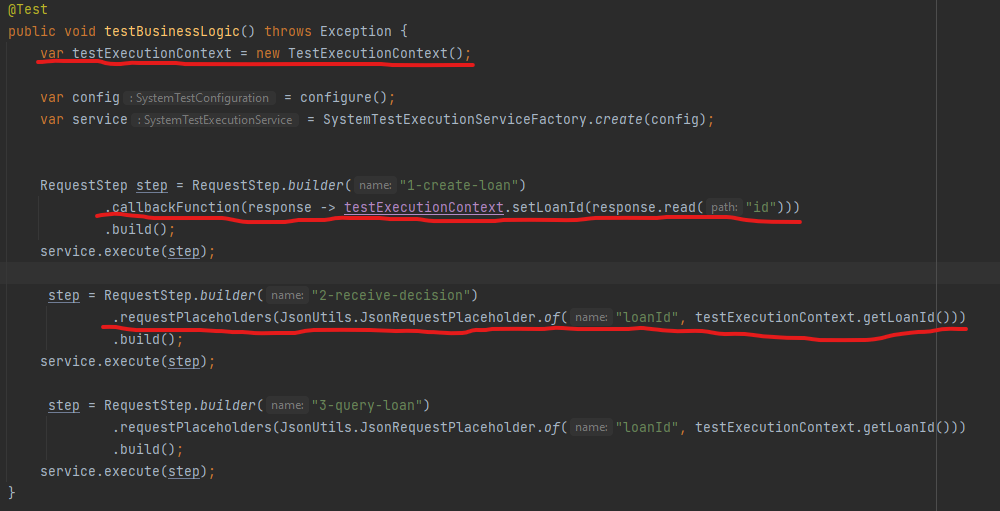 @Test
public void testBusinessLogic() throws Exception {
var testExecutionContext = new TestExecutionContext();
var config : SystemTestConfiguration = configure();
var service : SystemTestExecutionService = SystemTestExecutionServiceFactory.create(config);
RequestStep step = RequestStep.builder( name: "1-create-loan")
.callbackFunction(response -> testExecutionContext.setLoanId(response.read( path: "id")))
.build();
service.execute(step);
step = RequestStep.builder( name: "2-receive-decision")
.requestPlaceholders(JsonUtils.JsonRequestPlaceholder.of( name: "loanId", testExecutionContext.getLoanId()))
.build();
service.execute(step);
step = RequestStep.builder( name: "3-query-loan")
.requestPlaceholders(JsonUtils.JsonRequestPlaceholder.of( name: "loanId", testExecutionContext.getLoanId()))
.build();
service.execute(step);
}